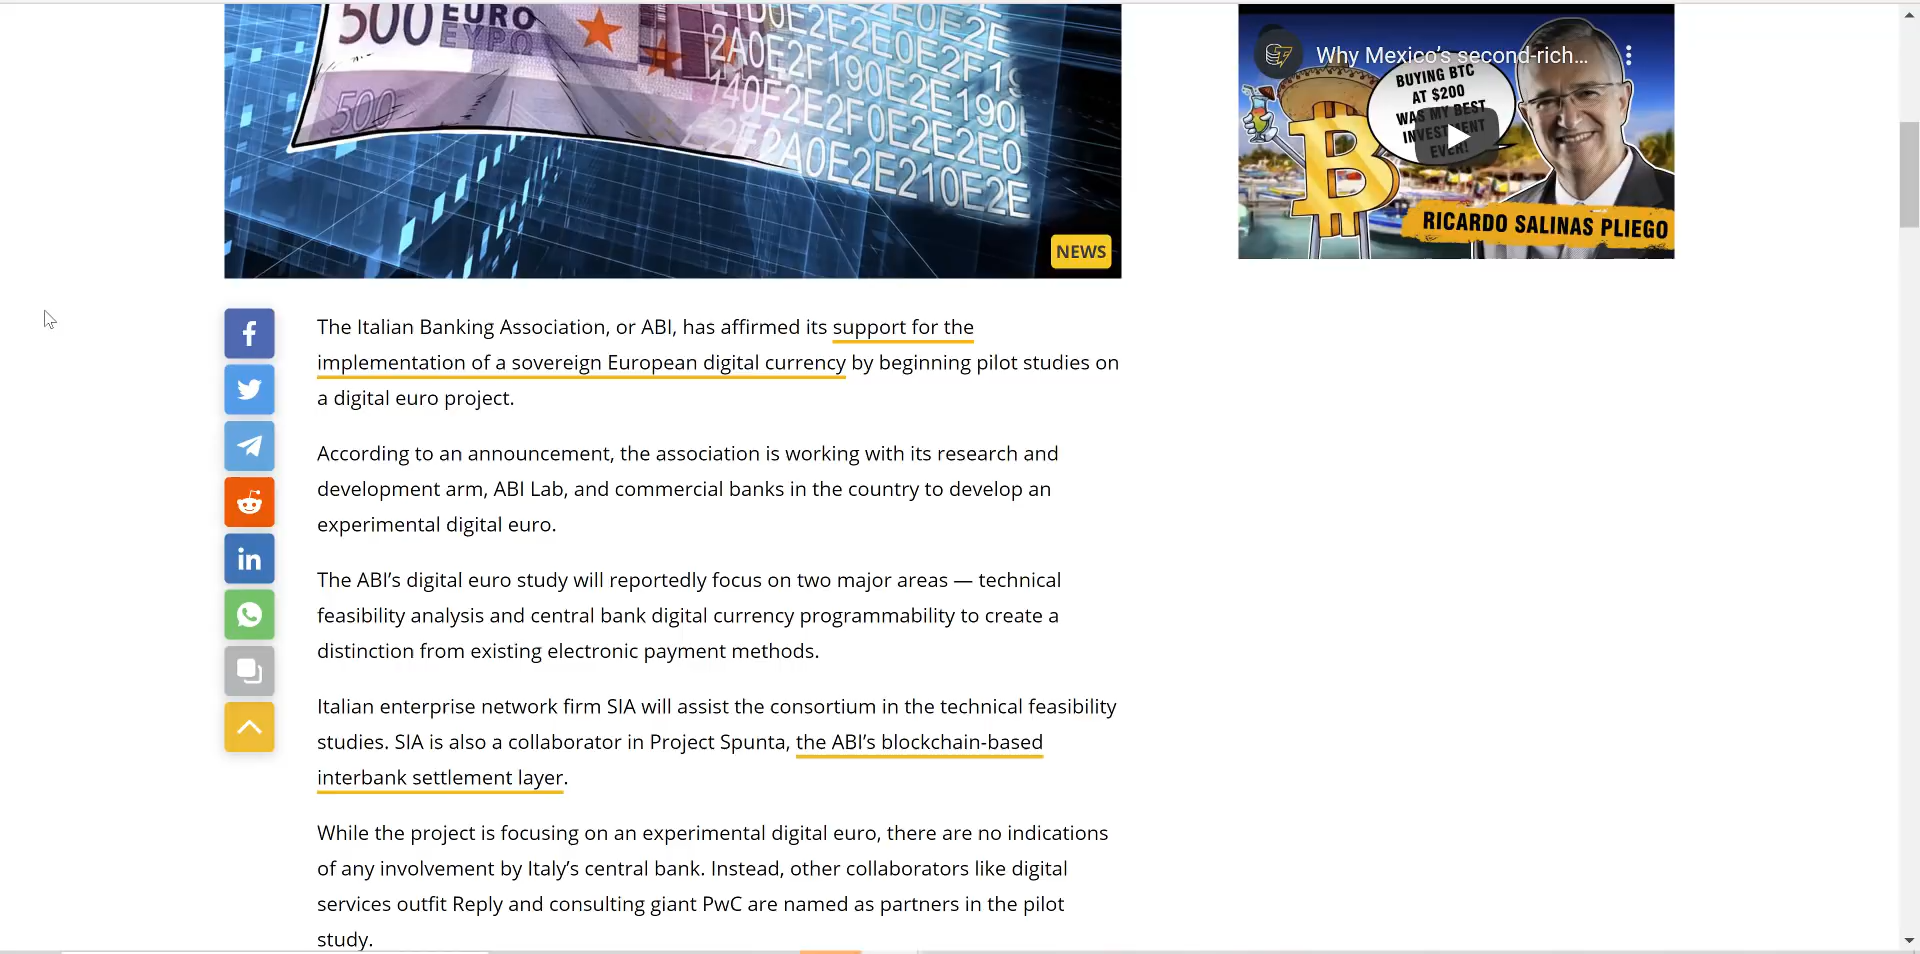 500 EURO
ΕΥΡΩ
500
2A0E2F190E2E0E2F19
140E2E2F0E2E190
2A0E2E210E2E
NEWS
Why Mexico's second-rich...
BUYING BTC
AT $200
WAS MY BEST
INVESTMENT
EVER!
RICARDO SALINAS PLIEGO
The Italian Banking Association, or ABI, has affirmed its support for the
implementation of a sovereign European digital currency by beginning pilot studies on
a digital euro project.
According to an announcement, the association is working with its research and
development arm, ABI Lab, and commercial banks in the country to develop an
experimental digital euro.
The ABI’s digital euro study will reportedly focus on two major areas — technical
feasibility analysis and central bank digital currency programmability to create a
distinction from existing electronic payment methods.
Italian enterprise network firm SIA will assist the consortium in the technical feasibility
studies. SIA is also a collaborator in Project Spunta, the ABI’s blockchain-based
interbank settlement layer.
While the project is focusing on an experimental digital euro, there are no indications
of any involvement by Italy’s central bank. Instead, other collaborators like digital
services outfit Reply and consulting giant PwC are named as partners in the pilot
study.